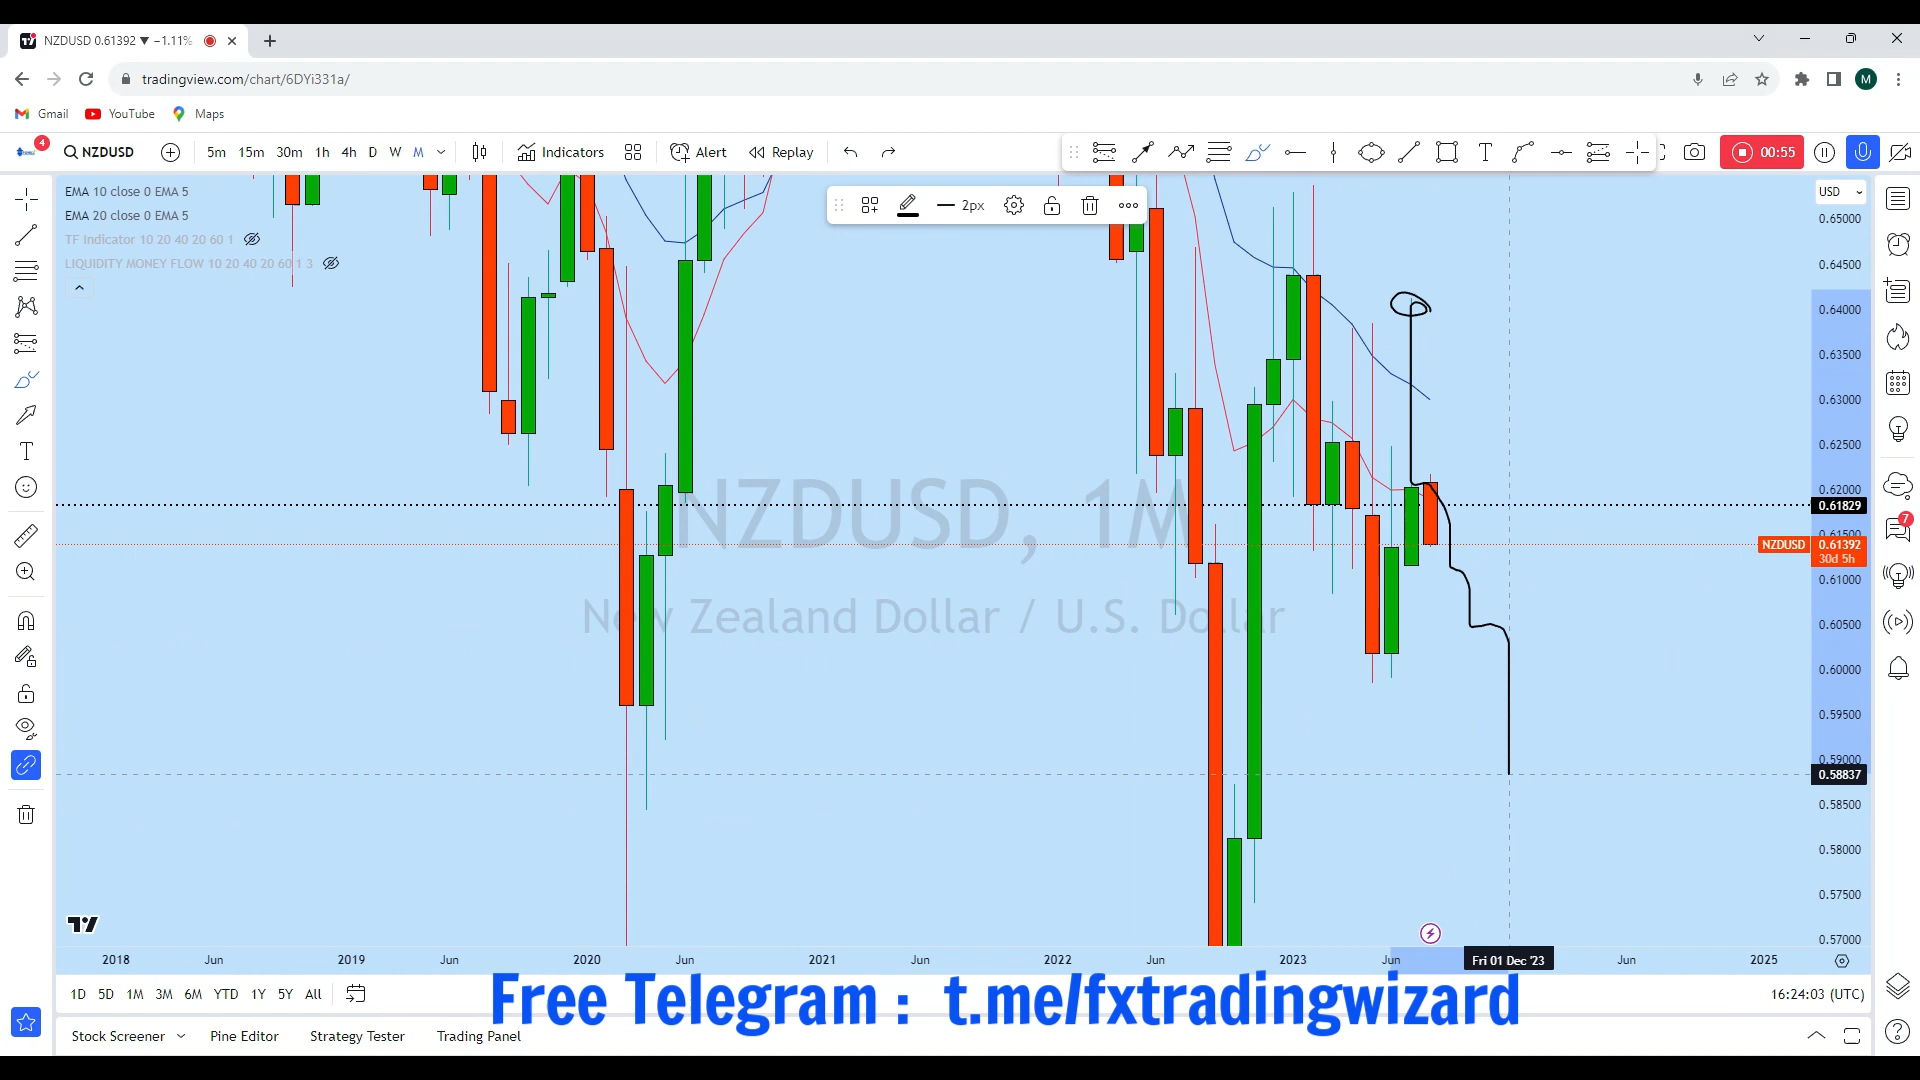 NZDUSD 0.61392 ▼ −1.11%
tradingview.com/chart/6DYi331a/
M
Gmail YouTube Maps
4 NZDUSD 5m 15m 30m 1h 4h D W M Indicators Alert Replay 00:55
EMA 10 close 0 EMA 5
EMA 20 close 0 EMA 5
TF Indicator 10 20 40 20 60 1
LIQUIDITY MONEY FLOW 10 20 40 20 60 1 3
2px
USD
0.65000
0.64500
0.64000
0.63500
0.63000
0.62500
0.62000
0.61829
0.61500
NZDUSD 0.61392
30d 5h
0.61000
0.60500
0.60000
0.59500
0.59000
0.58837
0.58500
0.58000
0.57500
0.57000
7
NZDUSD, 1M
New Zealand Dollar / U.S. Dollar
2018 Jun 2019 Jun 2020 Jun 2021 Jun 2022 Jun 2023 Jun Fri 01 Dec '23 Jun 2025
1D 5D 1M 3M 6M YTD 1Y 5Y All
16:24:03 (UTC)
Free Telegram : t.me/fxtradingwizard
Stock Screener Pine Editor Strategy Tester Trading Panel